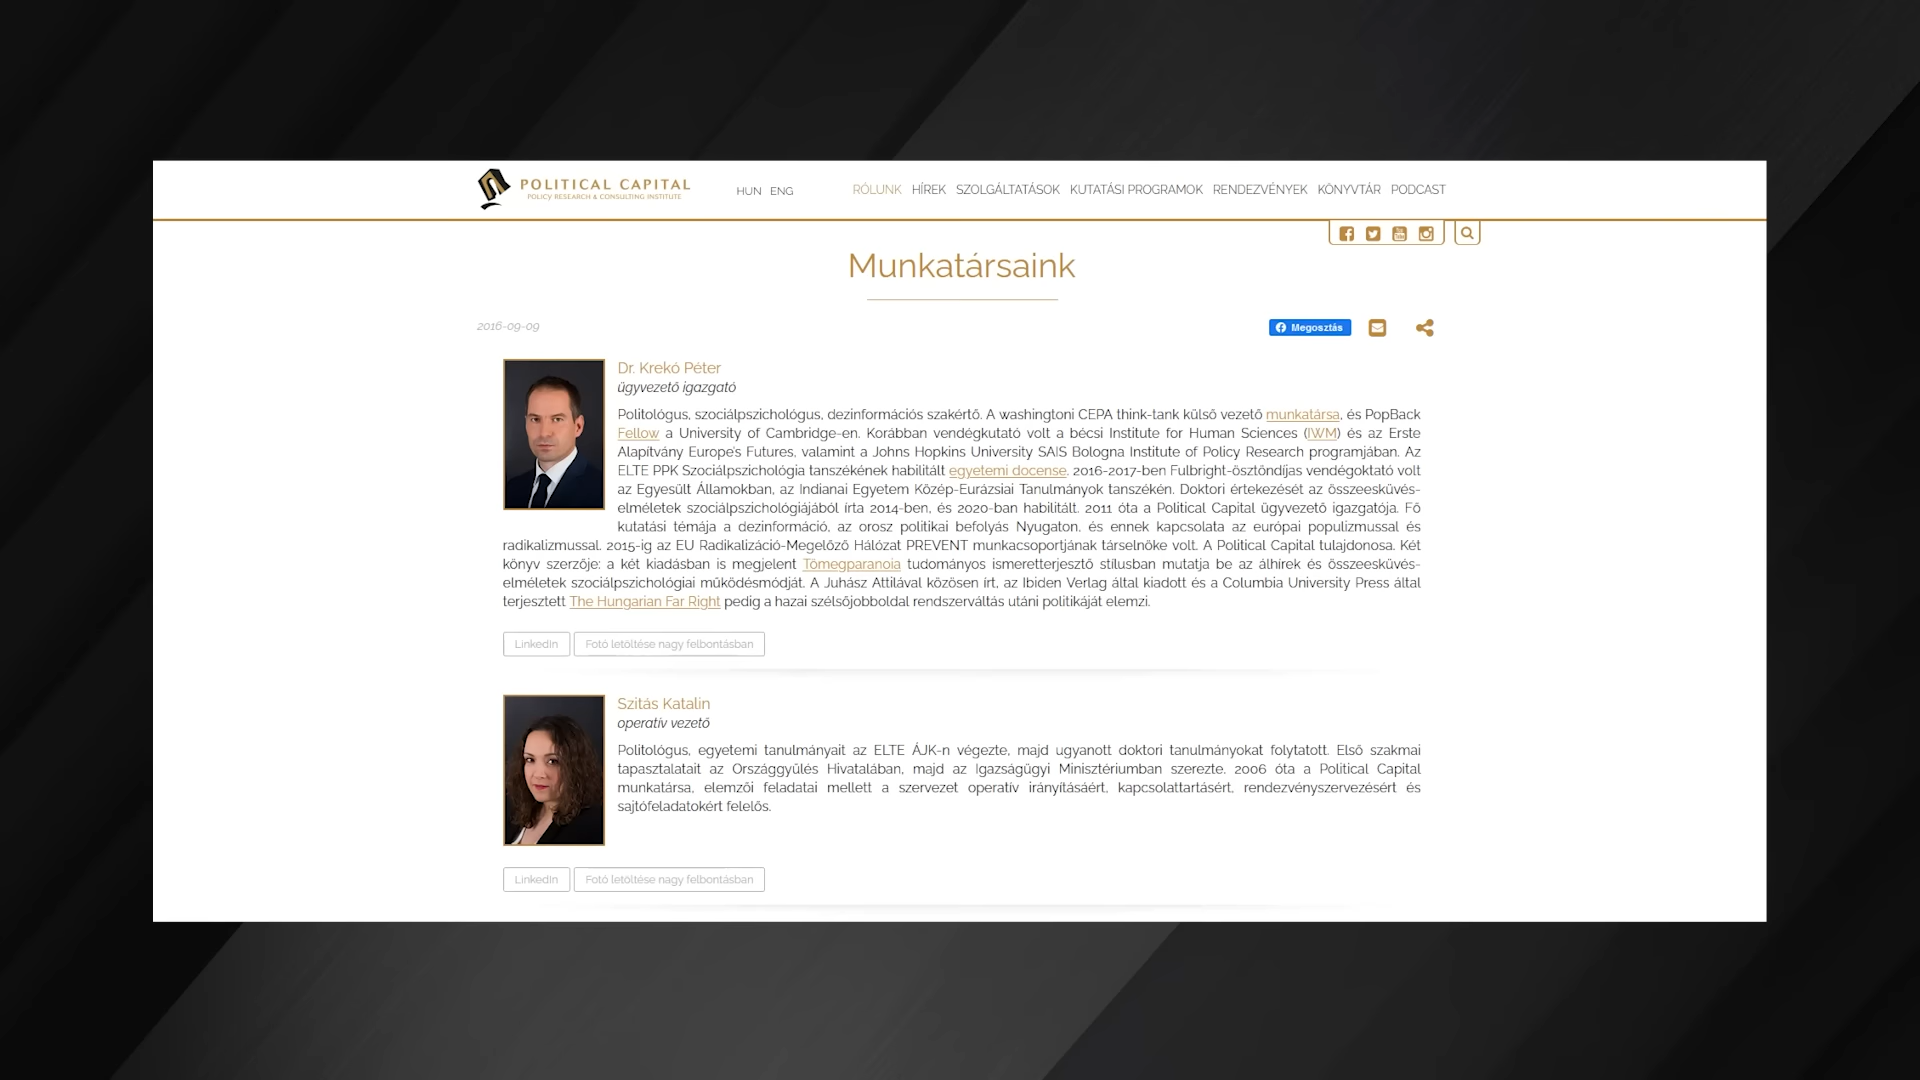 POLITICAL CAPITAL
POLICY RESEARCH & CONSULTING INSTITUTE
HUN ENG
RÓLUNK HÍREK SZOLGÁLTATÁSOK KUTATÁSI PROGRAMOK RENDEZVÉNYEK KÖNYVTÁR PODCAST
Munkatársaink
2016-09-09
Megosztás
Dr. Krekó Péter
ügyvezető igazgató
Politológus, szociálpszichológus, dezinformációs szakértő. A washingtoni CEPA think-tank külső vezető munkatársa, és PopBack
Fellow a University of Cambridge-en. Korábban vendégkutató volt a bécsi Institute for Human Sciences (IWM) és az Erste
Alapítvány Europe's Futures, valamint a Johns Hopkins University SAIS Bologna Institute of Policy Research programjában. Az
ELTE PPK Szociálpszichológia tanszékének habilitált egyetemi docense. 2016-2017-ben Fulbright-ösztöndíjas vendégoktató volt
az Egyesült Államokban, az Indianai Egyetem Közép-Eurázsiai Tanulmányok tanszékén. Doktori értekezését az összeesküvés-
elméletek szociálpszichológiájából írta 2014-ben, és 2020-ban habilitált. 2011 óta a Political Capital ügyvezető igazgatója. Fő
kutatási témája a dezinformáció, az orosz politikai befolyás Nyugaton, és ennek kapcsolata az európai populizmussal és
radikalizmussal. 2015-ig az EU Radikalizáció-Megelőző Hálózat PREVENT munkacsoportjának társelnöke volt. A Political Capital tulajdonosa. Két
könyv szerzője: a két kiadásban is megjelent Tömegparanoia tudományos ismeretterjesztő stílusban mutatja be az álhírek és összeesküvés-
elméletek szociálpszichológiai működésmódját. A Juhász Attilával közösen írt, az Ibiden Verlag által kiadott és a Columbia University Press által
terjesztett The Hungarian Far Right pedig a hazai szélsőjobboldal rendszerváltás utáni politikáját elemzi.
LinkedIn Fotó letöltése nagy felbontásban
Szitás Katalin
operatív vezető
Politológus, egyetemi tanulmányait az ELTE ÁJK-n végezte, majd ugyanott doktori tanulmányokat folytatott. Első szakmai
tapasztalatait az Országgyűlés Hivatalában, majd az Igazságügyi Minisztériumban szerezte. 2006 óta a Political Capital
munkatársa, elemzői feladatai mellett a szervezet operatív irányításáért, kapcsolattartásért, rendezvényszervezésért és
sajtófeladatokért felelős.
LinkedIn Fotó letöltése nagy felbontásban